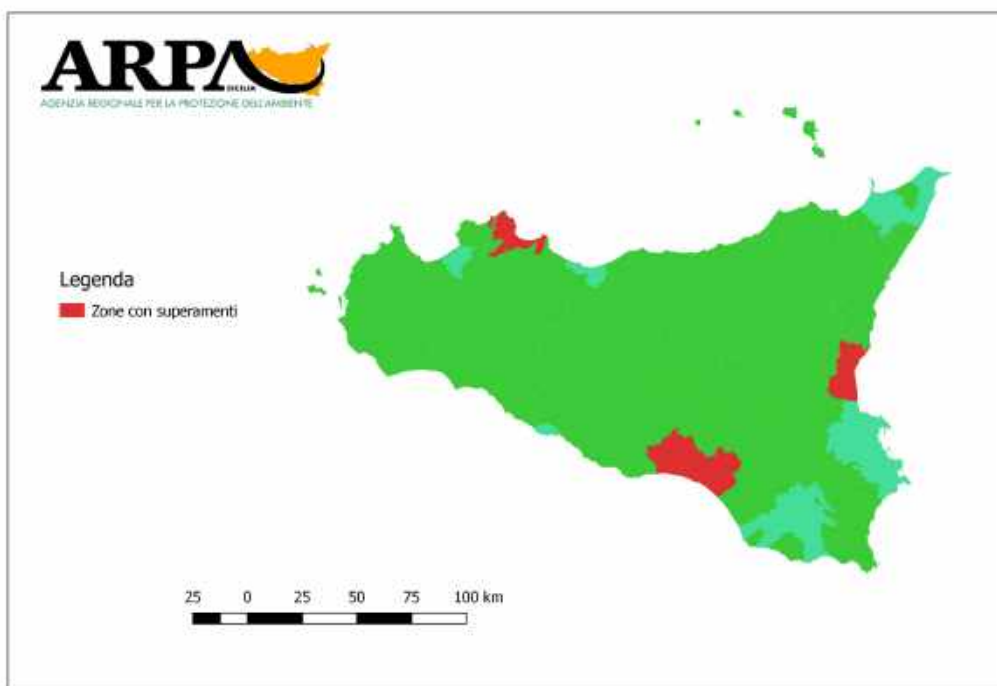 ARPA
SICILIA
AGENZIA REGIONALE PER LA PROTEZIONE DELL'AMBIENTE
Legenda
Zone con superamenti
25 0 25 50 75 100 km